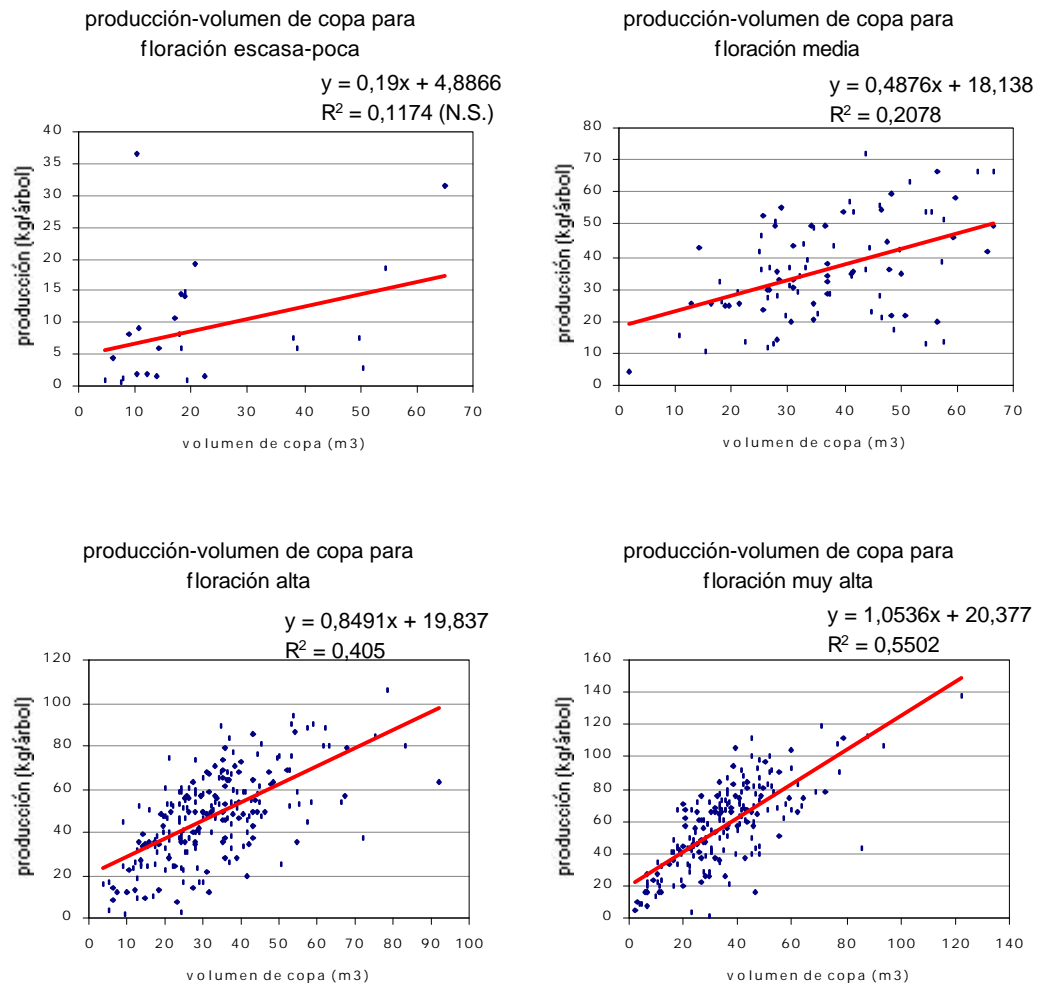 producción-volumen de copa para
floración escasa-poca
y = 0,19x + 4,8866
R² = 0,1174 (N.S.)
40
35
30
25
20
15
10
5
0
producción (kg/árbol)
0 10 20 30 40 50 60 70
volumen de copa (m3)
producción-volumen de copa para
floración media
y = 0,4876x + 18,138
R² = 0,2078
80
70
60
50
40
30
20
10
0
producción (kg/árbol)
0 10 20 30 40 50 60 70
volumen de copa (m3)
producción-volumen de copa para
floración alta
y = 0,8491x + 19,837
R² = 0,405
120
100
80
60
40
20
0
producción (kg/árbol)
0 10 20 30 40 50 60 70 80 90 100
volumen de copa (m3)
producción-volumen de copa para
floración muy alta
y = 1,0536x + 20,377
R² = 0,5502
160
140
120
100
80
60
40
20
0
producción (kg/árbol)
0 20 40 60 80 100 120 140
volumen de copa (m3)